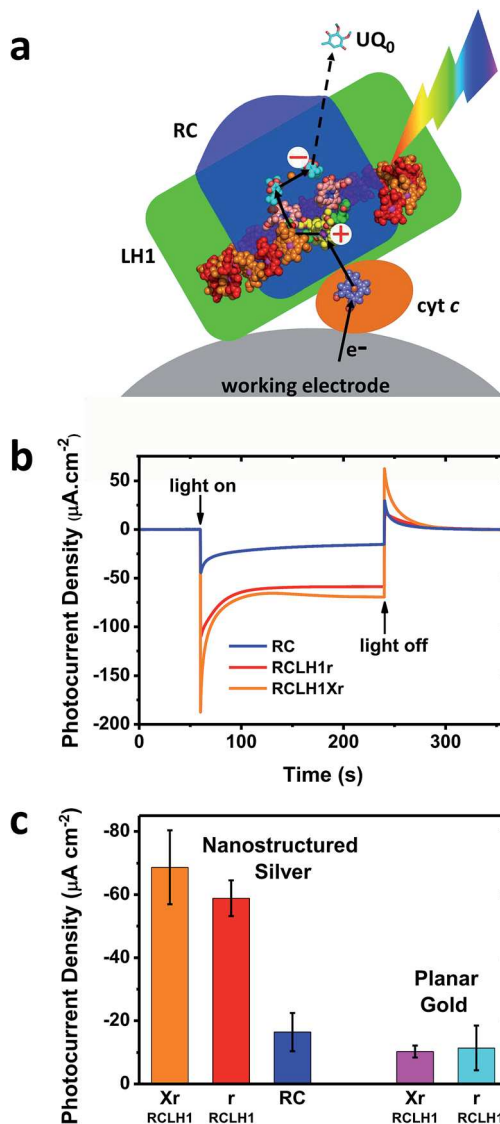 a
UQ0
RC
LH1
−
+
cyt c
e-
working electrode
b
Photocurrent Density (µA.cm-2)
50
0
-50
-100
-150
-200
light on
light off
RC
RCLH1r
RCLH1Xr
0
100
200
300
Time (s)
c
Photocurrent Density (µA cm-2)
-80
-60
-40
-20
0
Nanostructured
Silver
Planar
Gold
Xr r RC Xr r
RCLH1 RCLH1 RCLH1 RCLH1